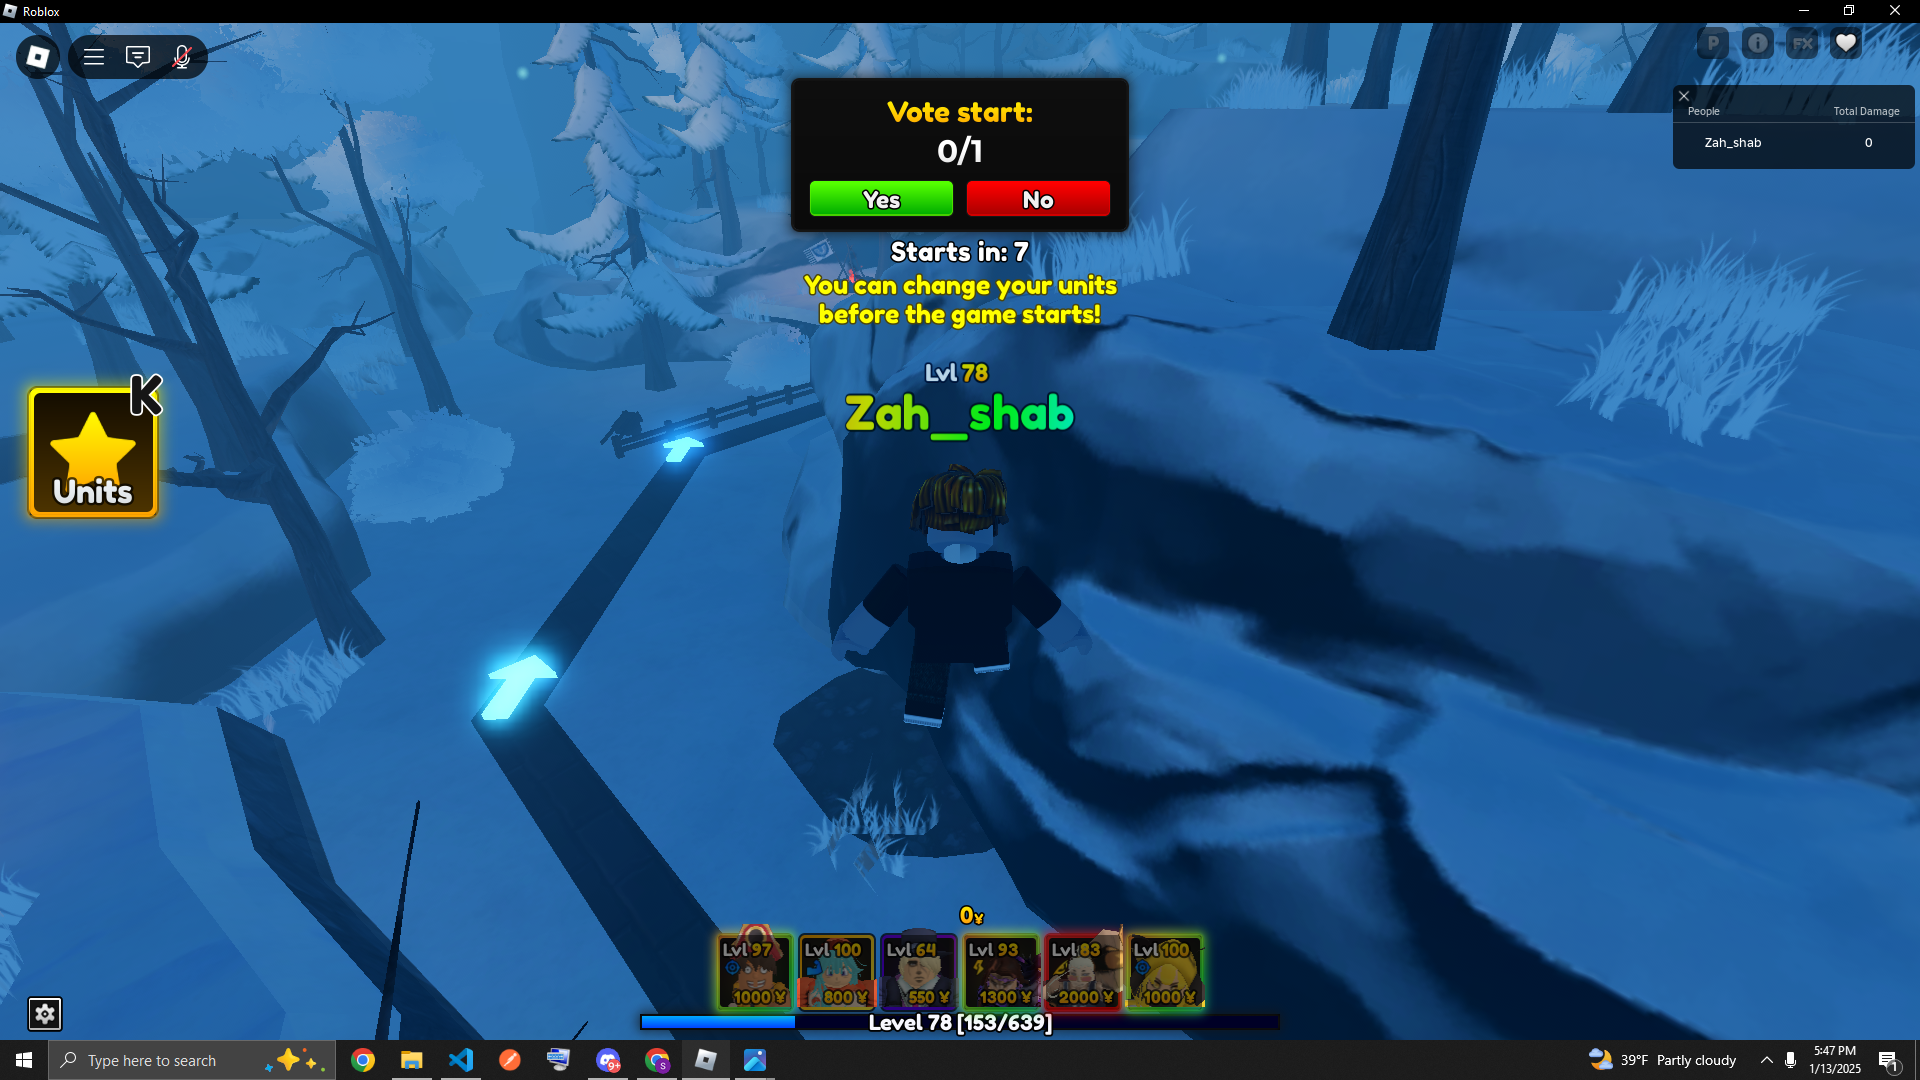 Roblox
P
i
FX
Vote start:
0/1
Yes
No
People
Total Damage
Zah_shab
0
Starts in: 7
You can change your units
before the game starts!
Lvl 78
Zah_shab
K
Units
0¥
Lvl 97
1000 ¥
Lvl 100
800 ¥
Lvl 64
550 ¥
Lvl 93
1300 ¥
Lvl 83
2000 ¥
Lvl 100
1000 ¥
Level 78 [153/639]
Type here to search
9+
S
39°F Partly cloudy
5:47 PM
1/13/2025
1